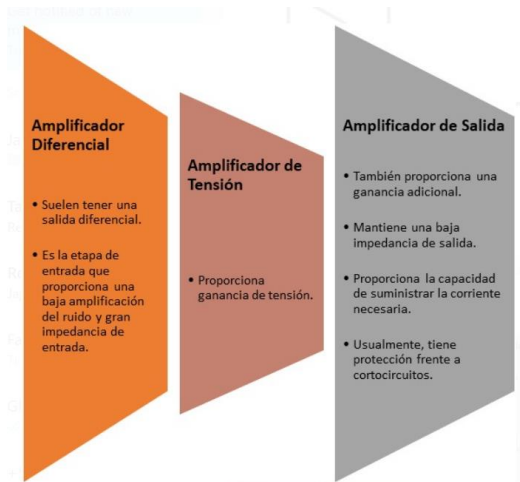 Amplificador
Diferencial
• Suelen tener una
salida diferencial.
• Es la etapa de
entrada que
proporciona una
baja amplificación
del ruido y gran
impedancia de
entrada.
Amplificador de
Tensión
• Proporciona
ganancia de tensión.
Amplificador de Salida
• También proporciona una
ganancia adicional.
• Mantiene una baja
impedancia de salida.
• Proporciona la capacidad
de suministrar la corriente
necesaria.
• Usualmente, tiene
protección frente a
cortocircuitos.